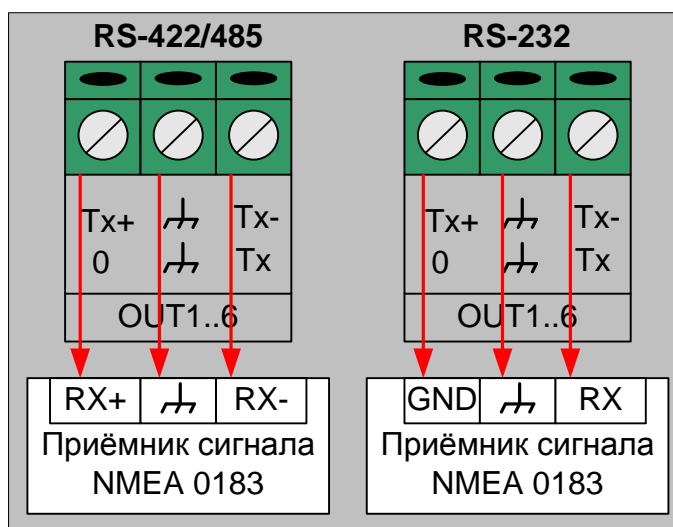 RS-422/485 RS-232
Tx+ Tx- Tx+ Tx-
0 Tx 0 Tx
OUT1..6 OUT1..6
RX+ RX- GND RX
Приёмник сигнала Приёмник сигнала
NMEA 0183 NMEA 0183